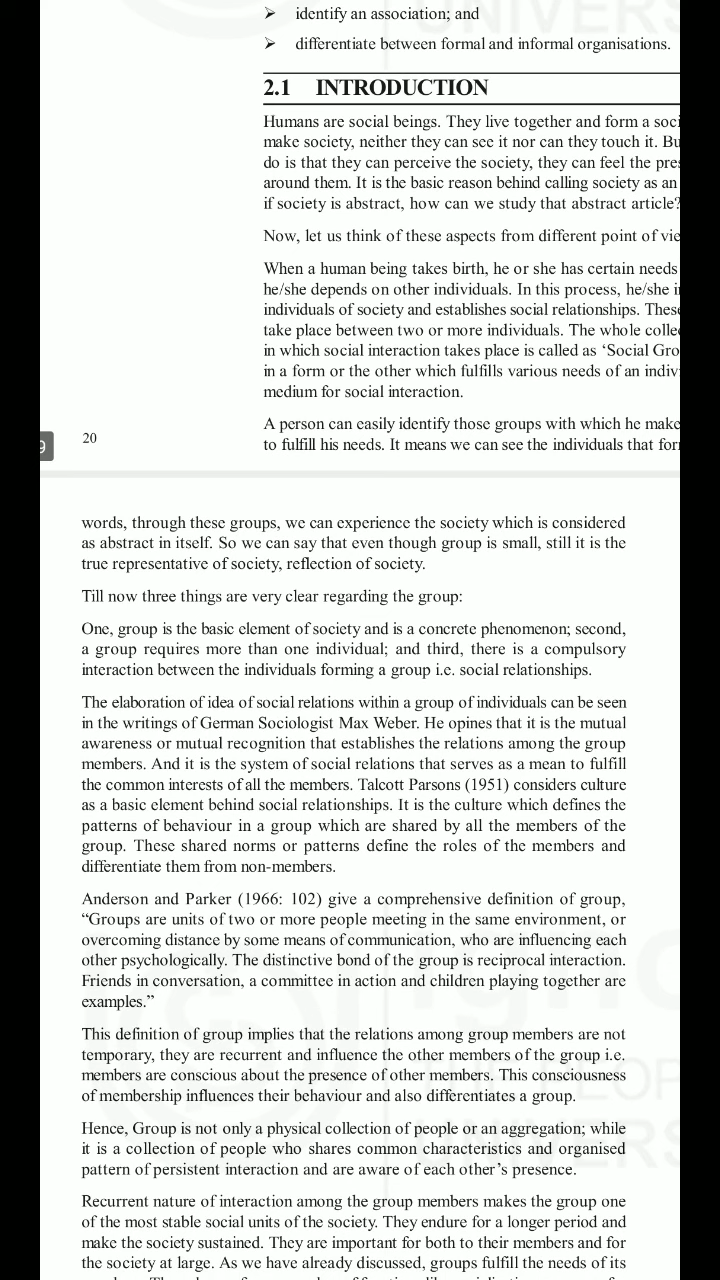 ➢ identify an association; and
➢ differentiate between formal and informal organisations.
2.1 INTRODUCTION
Humans are social beings. They live together and form a soci
make society, neither they can see it nor can they touch it. Bu
do is that they can perceive the society, they can feel the pres
around them. It is the basic reason behind calling society as an
if society is abstract, how can we study that abstract article?
Now, let us think of these aspects from different point of vie
When a human being takes birth, he or she has certain needs
he/she depends on other individuals. In this process, he/she i
individuals of society and establishes social relationships. These
take place between two or more individuals. The whole collec
in which social interaction takes place is called as ‘Social Gro
in a form or the other which fulfills various needs of an indiv
medium for social interaction.
A person can easily identify those groups with which he make
to fulfill his needs. It means we can see the individuals that for
9
20
words, through these groups, we can experience the society which is considered
as abstract in itself. So we can say that even though group is small, still it is the
true representative of society, reflection of society.
Till now three things are very clear regarding the group:
One, group is the basic element of society and is a concrete phenomenon; second,
a group requires more than one individual; and third, there is a compulsory
interaction between the individuals forming a group i.e. social relationships.
The elaboration of idea of social relations within a group of individuals can be seen
in the writings of German Sociologist Max Weber. He opines that it is the mutual
awareness or mutual recognition that establishes the relations among the group
members. And it is the system of social relations that serves as a mean to fulfill
the common interests of all the members. Talcott Parsons (1951) considers culture
as a basic element behind social relationships. It is the culture which defines the
patterns of behaviour in a group which are shared by all the members of the
group. These shared norms or patterns define the roles of the members and
differentiate them from non-members.
Anderson and Parker (1966: 102) give a comprehensive definition of group,
“Groups are units of two or more people meeting in the same environment, or
overcoming distance by some means of communication, who are influencing each
other psychologically. The distinctive bond of the group is reciprocal interaction.
Friends in conversation, a committee in action and children playing together are
examples.”
This definition of group implies that the relations among group members are not
temporary, they are recurrent and influence the other members of the group i.e.
members are conscious about the presence of other members. This consciousness
of membership influences their behaviour and also differentiates a group.
Hence, Group is not only a physical collection of people or an aggregation; while
it is a collection of people who shares common characteristics and organised
pattern of persistent interaction and are aware of each other’s presence.
Recurrent nature of interaction among the group members makes the group one
of the most stable social units of the society. They endure for a longer period and
make the society sustained. They are important for both to their members and for
the society at large. As we have already discussed, groups fulfill the needs of its